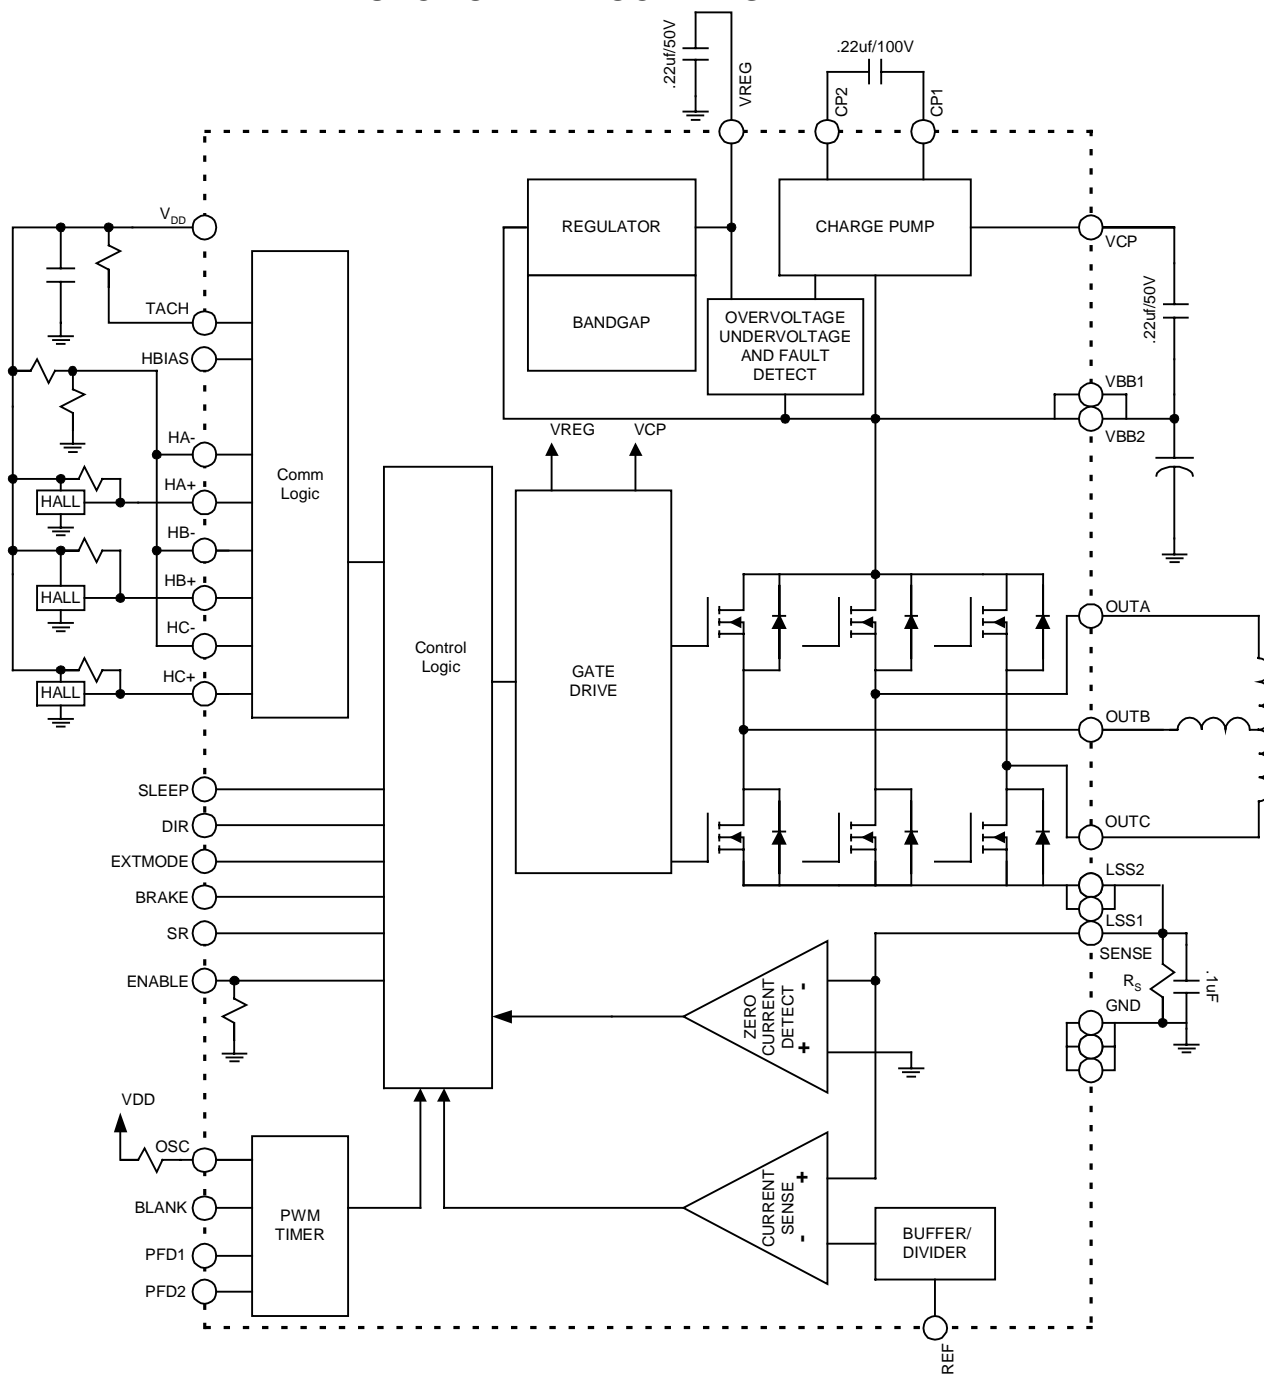 .22uf/50V
VREG
.22uf/100V
CP2
CP1
REGULATOR
BANDGAP
CHARGE PUMP
OVERVOLTAGE
UNDERVOLTAGE
AND FAULT
DETECT
VCP
.22uf/50V
VBB1
VBB2
VDD
TACH
HBIAS
HA-
HA+
HB-
HB+
HC-
HC+
HALL
HALL
HALL
Comm
Logic
VREG
VCP
Control
Logic
GATE
DRIVE
OUTA
OUTB
OUTC
LSS2
LSS1
SENSE
RS
.1uF
GND
SLEEP
DIR
EXTMODE
BRAKE
SR
ENABLE
ZERO
CURRENT
DETECT
-
+
VDD
OSC
BLANK
PFD1
PFD2
PWM
TIMER
CURRENT
SENSE
+
-
BUFFER/
DIVIDER
REF